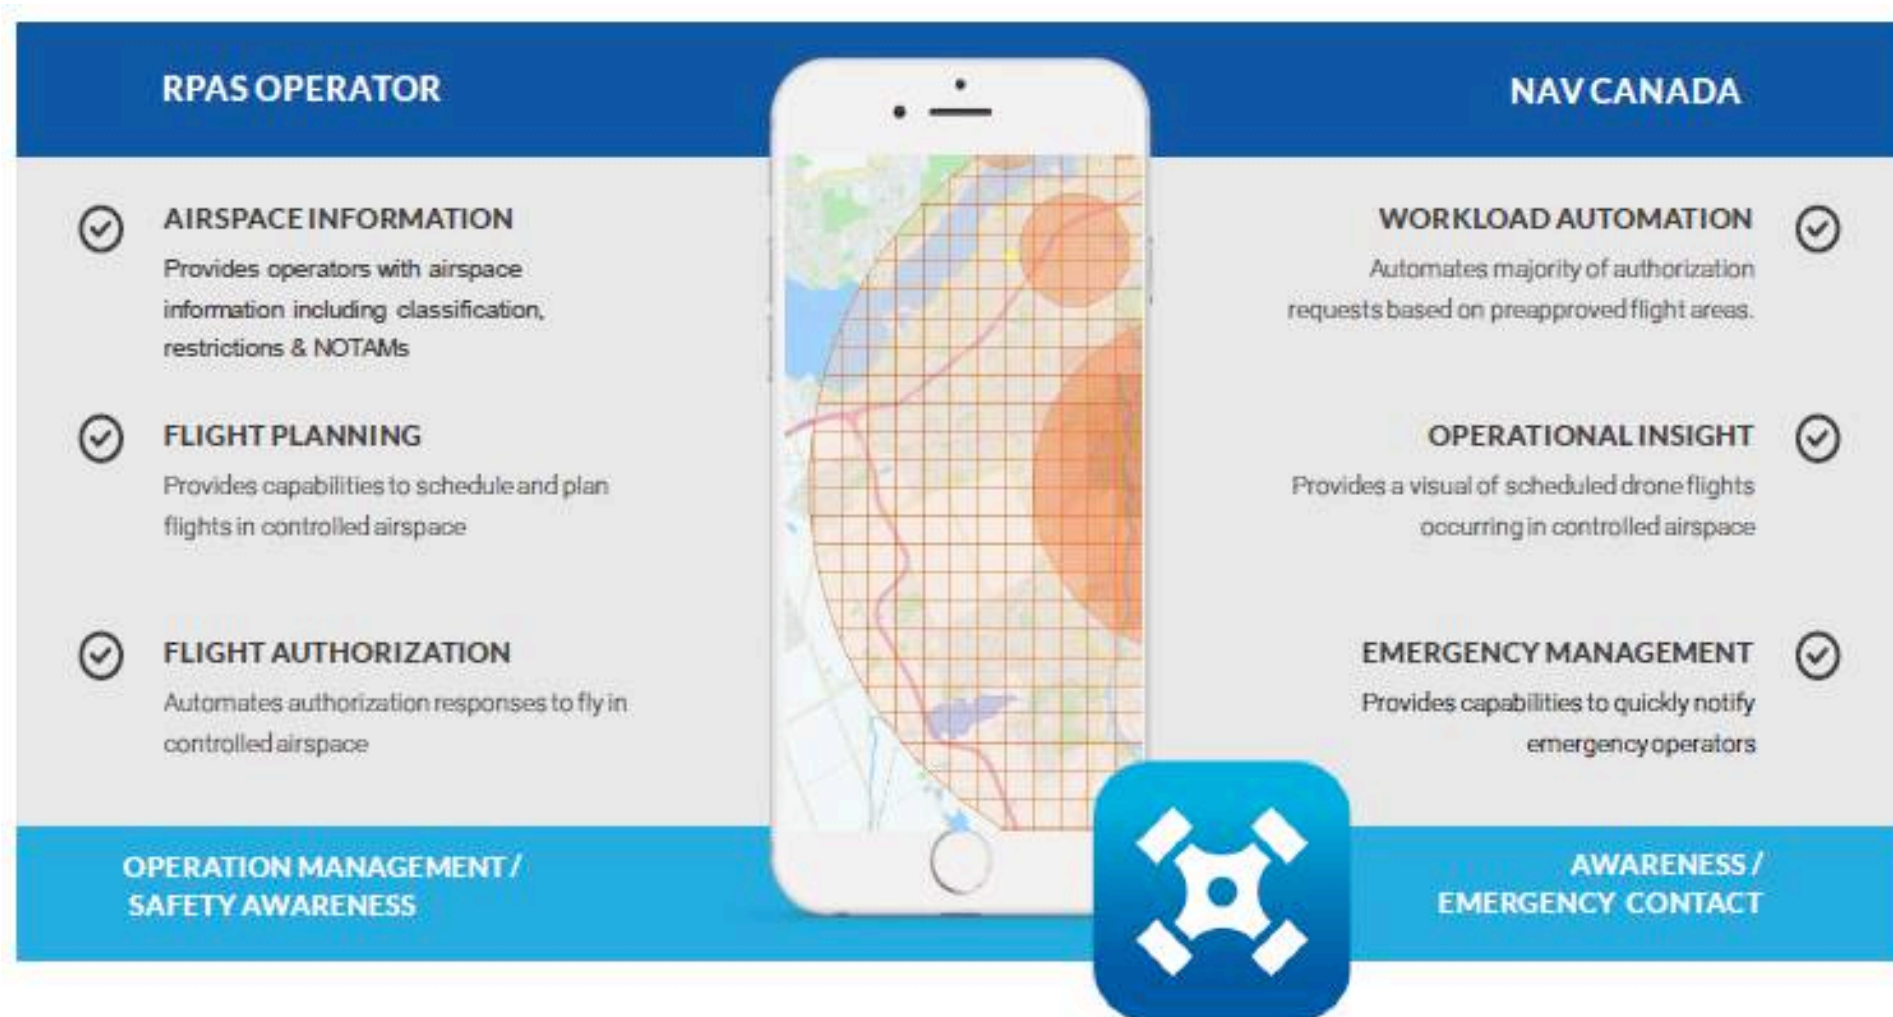 RPAS OPERATOR
NAV CANADA
AIRSPACE INFORMATION
Provides operators with airspace
information including classification,
restrictions & NOTAMs
FLIGHT PLANNING
Provides capabilities to schedule and plan
flights in controlled airspace
FLIGHT AUTHORIZATION
Automates authorization responses to fly in
controlled airspace
OPERATION MANAGEMENT /
SAFETY AWARENESS
WORKLOAD AUTOMATION
Automates majority of authorization
requests based on preapproved flight areas.
OPERATIONAL INSIGHT
Provides a visual of scheduled drone flights
occurring in controlled airspace
EMERGENCY MANAGEMENT
Provides capabilities to quickly notify
emergency operators
AWARENESS /
EMERGENCY CONTACT